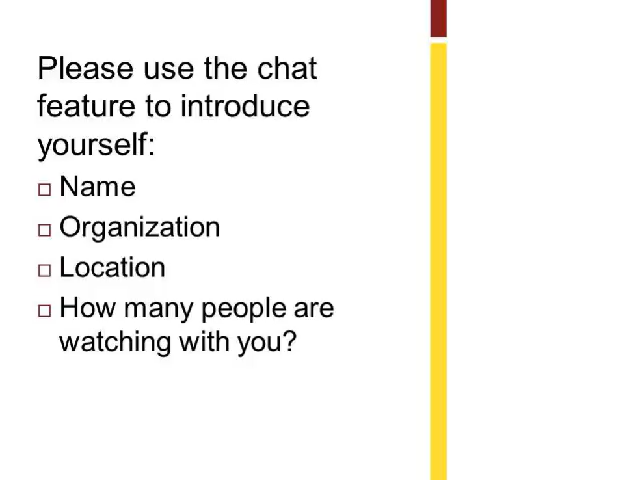 Please use the chat
feature to introduce
yourself:
Name
Organization
Location
How many people are
watching with you?